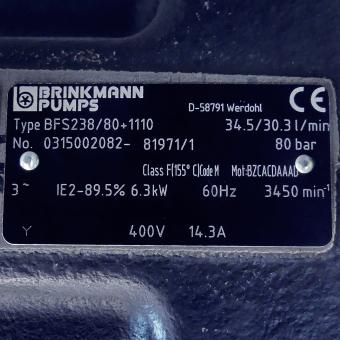 BRINKMANN
PUMPS
D-58791 Werdohl
CE
Type BFS238/80+1110 34.5/30.3 l/min
No. 0315002082- 81971/1 80 bar
Class F(155° C) Code M Mot-BZCACDAAAD
3~ IE2-89.5% 6.3kW 60Hz 3450 min⁻¹
Y 400V 14.3A